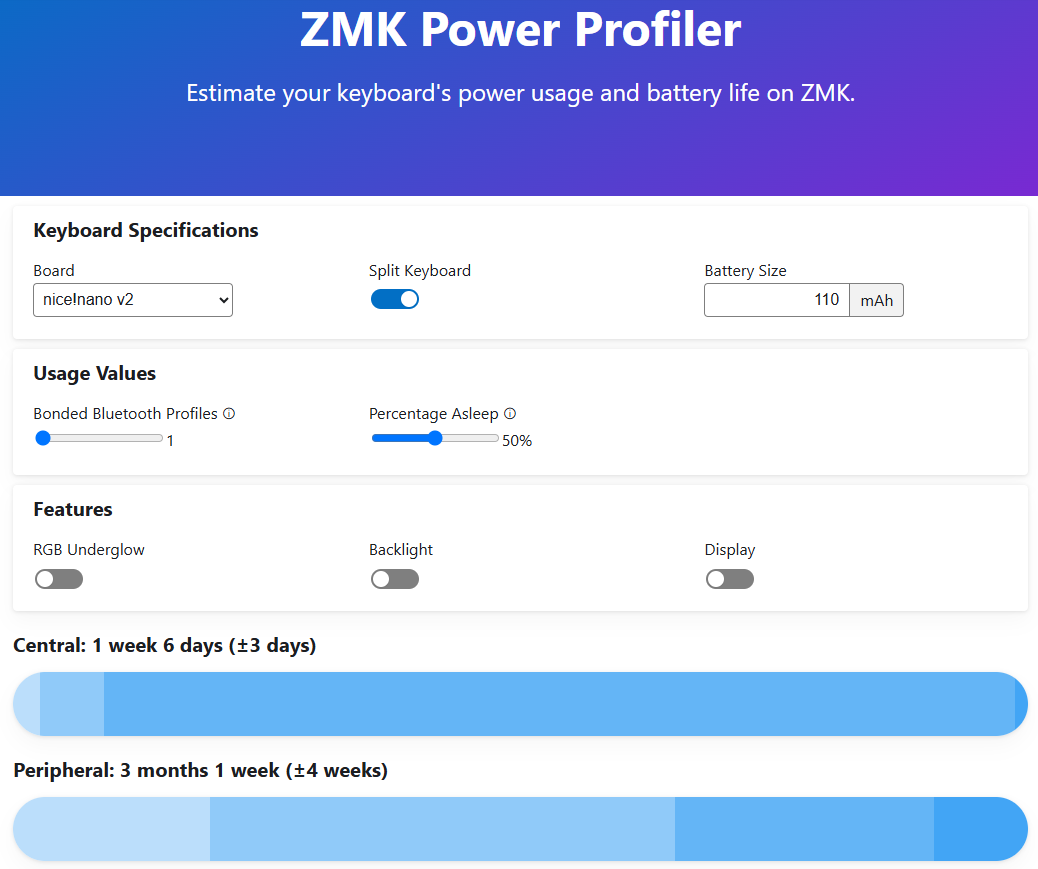 ZMK Power Profiler
Estimate your keyboard's power usage and battery life on ZMK.
Keyboard Specifications
Board
Split Keyboard
Battery Size
nice!nano v2
110 mAh
Usage Values
Bonded Bluetooth Profiles ⓘ
Percentage Asleep ⓘ
1
50%
Features
RGB Underglow
Backlight
Display
Central: 1 week 6 days (±3 days)
Peripheral: 3 months 1 week (±4 weeks)